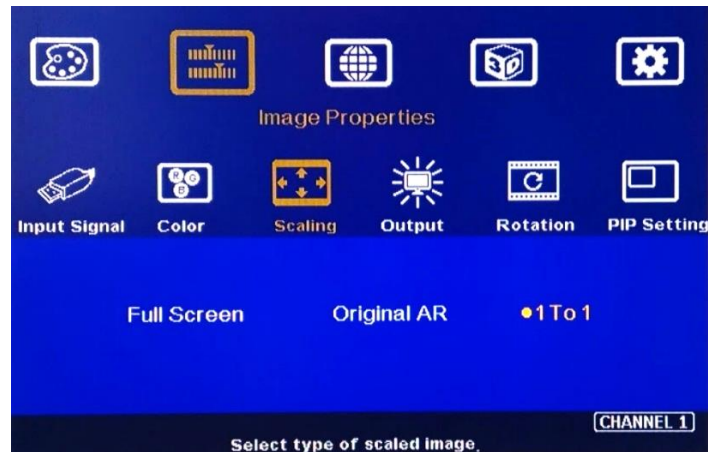 3D
Image Properties
R G
B
Input Signal Color Scaling Output Rotation PIP Setting
Full Screen Original AR 1 To 1
CHANNEL 1
Select type of scaled image.